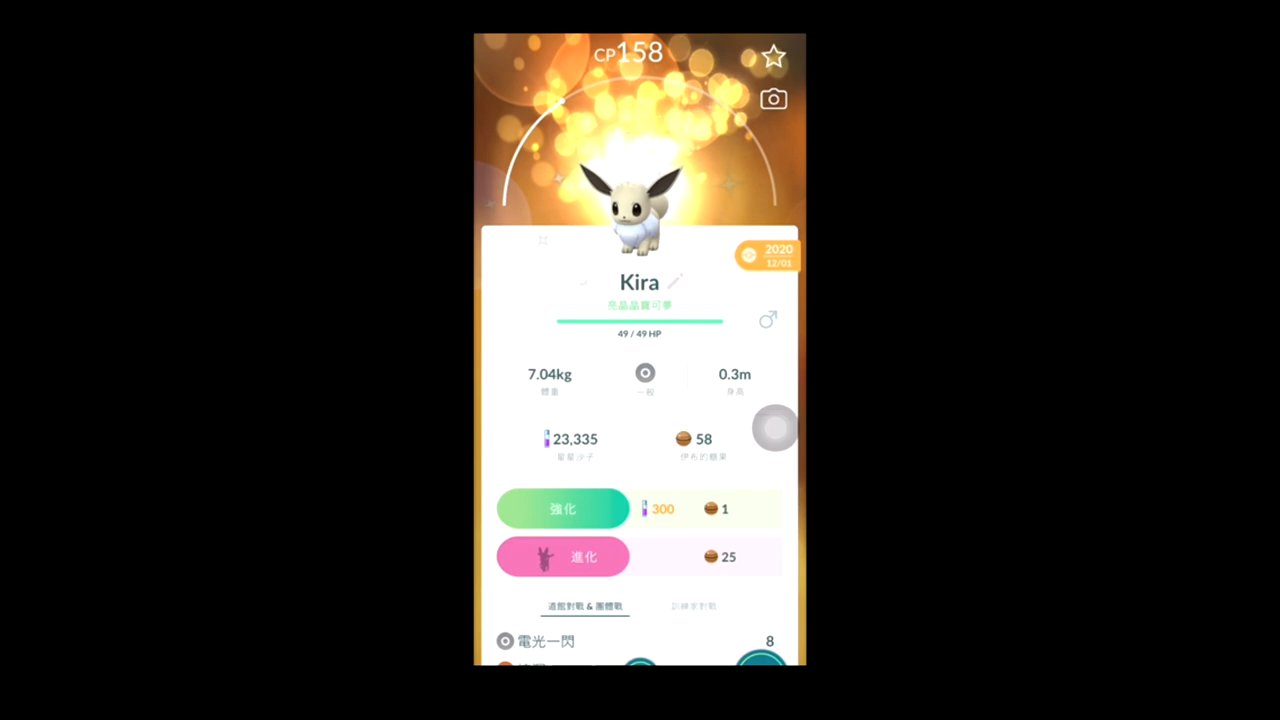 CP158
2020
12/01
Kira
亮晶晶寶可夢
49 / 49 HP
7.04kg
0.3m
體重
一般
身高
23,335
58
星星沙子
伊布的糖果
強化
300
1
進化
25
道館對戰 & 團體戰
訓練家對戰
電光一閃
8